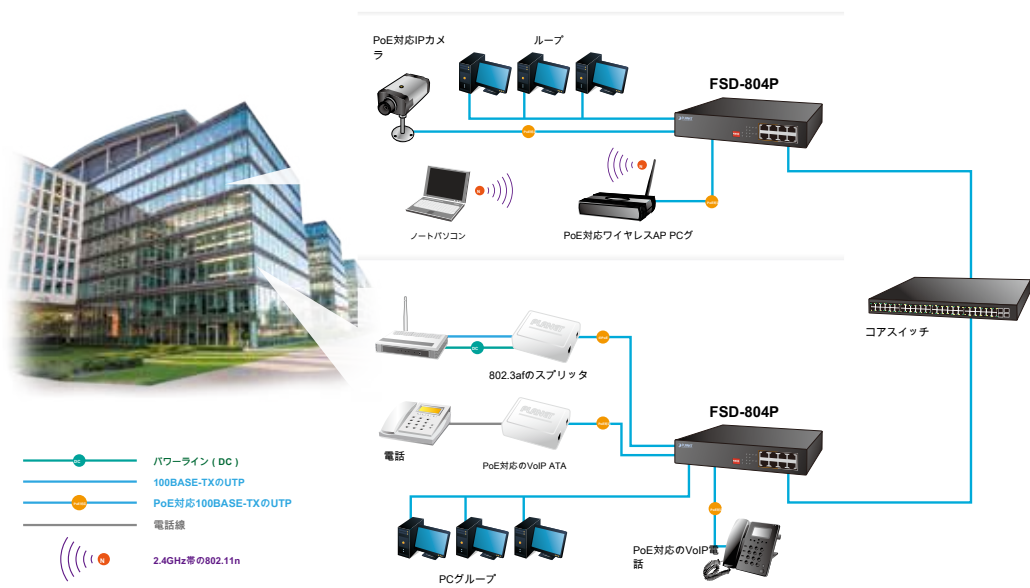 PoE対応IPカメ
ラ
ループ
FSD-804P
N
N
ノートパソコン
PoE対応ワイヤレスAP PCグ
コアスイッチ
PLANET
DC
802.3afのスプリッタ
PLANET
電話
PoE対応のVoIP ATA
FSD-804P
PoE対応のVoIP電
話
PCグループ
DC
パワーライン ( DC )
100BASE-TXのUTP
PoE対応100BASE-TXのUTP
電話線
N
2.4GHz帯の802.11n